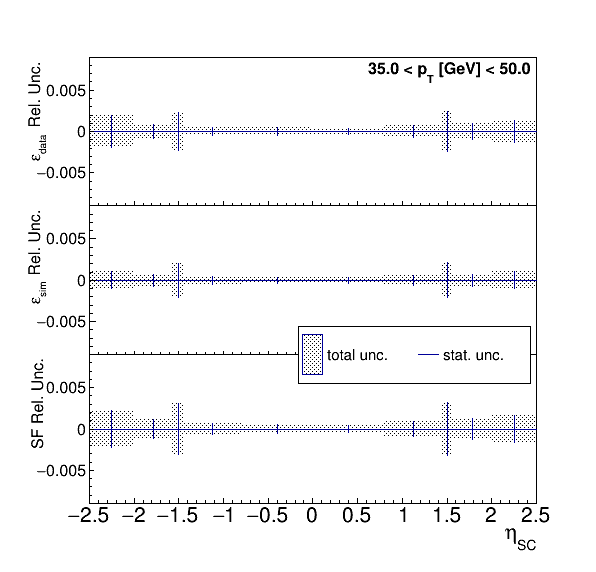 35.0 < p_T [GeV] < 50.0
ε_data Rel. Unc.
0.005
0
−0.005
ε_sim Rel. Unc.
0.005
0
−0.005
total unc.
stat. unc.
SF Rel. Unc.
0.005
0
−0.005
−2.5 −2 −1.5 −1 −0.5 0 0.5 1 1.5 2 2.5
η_SC